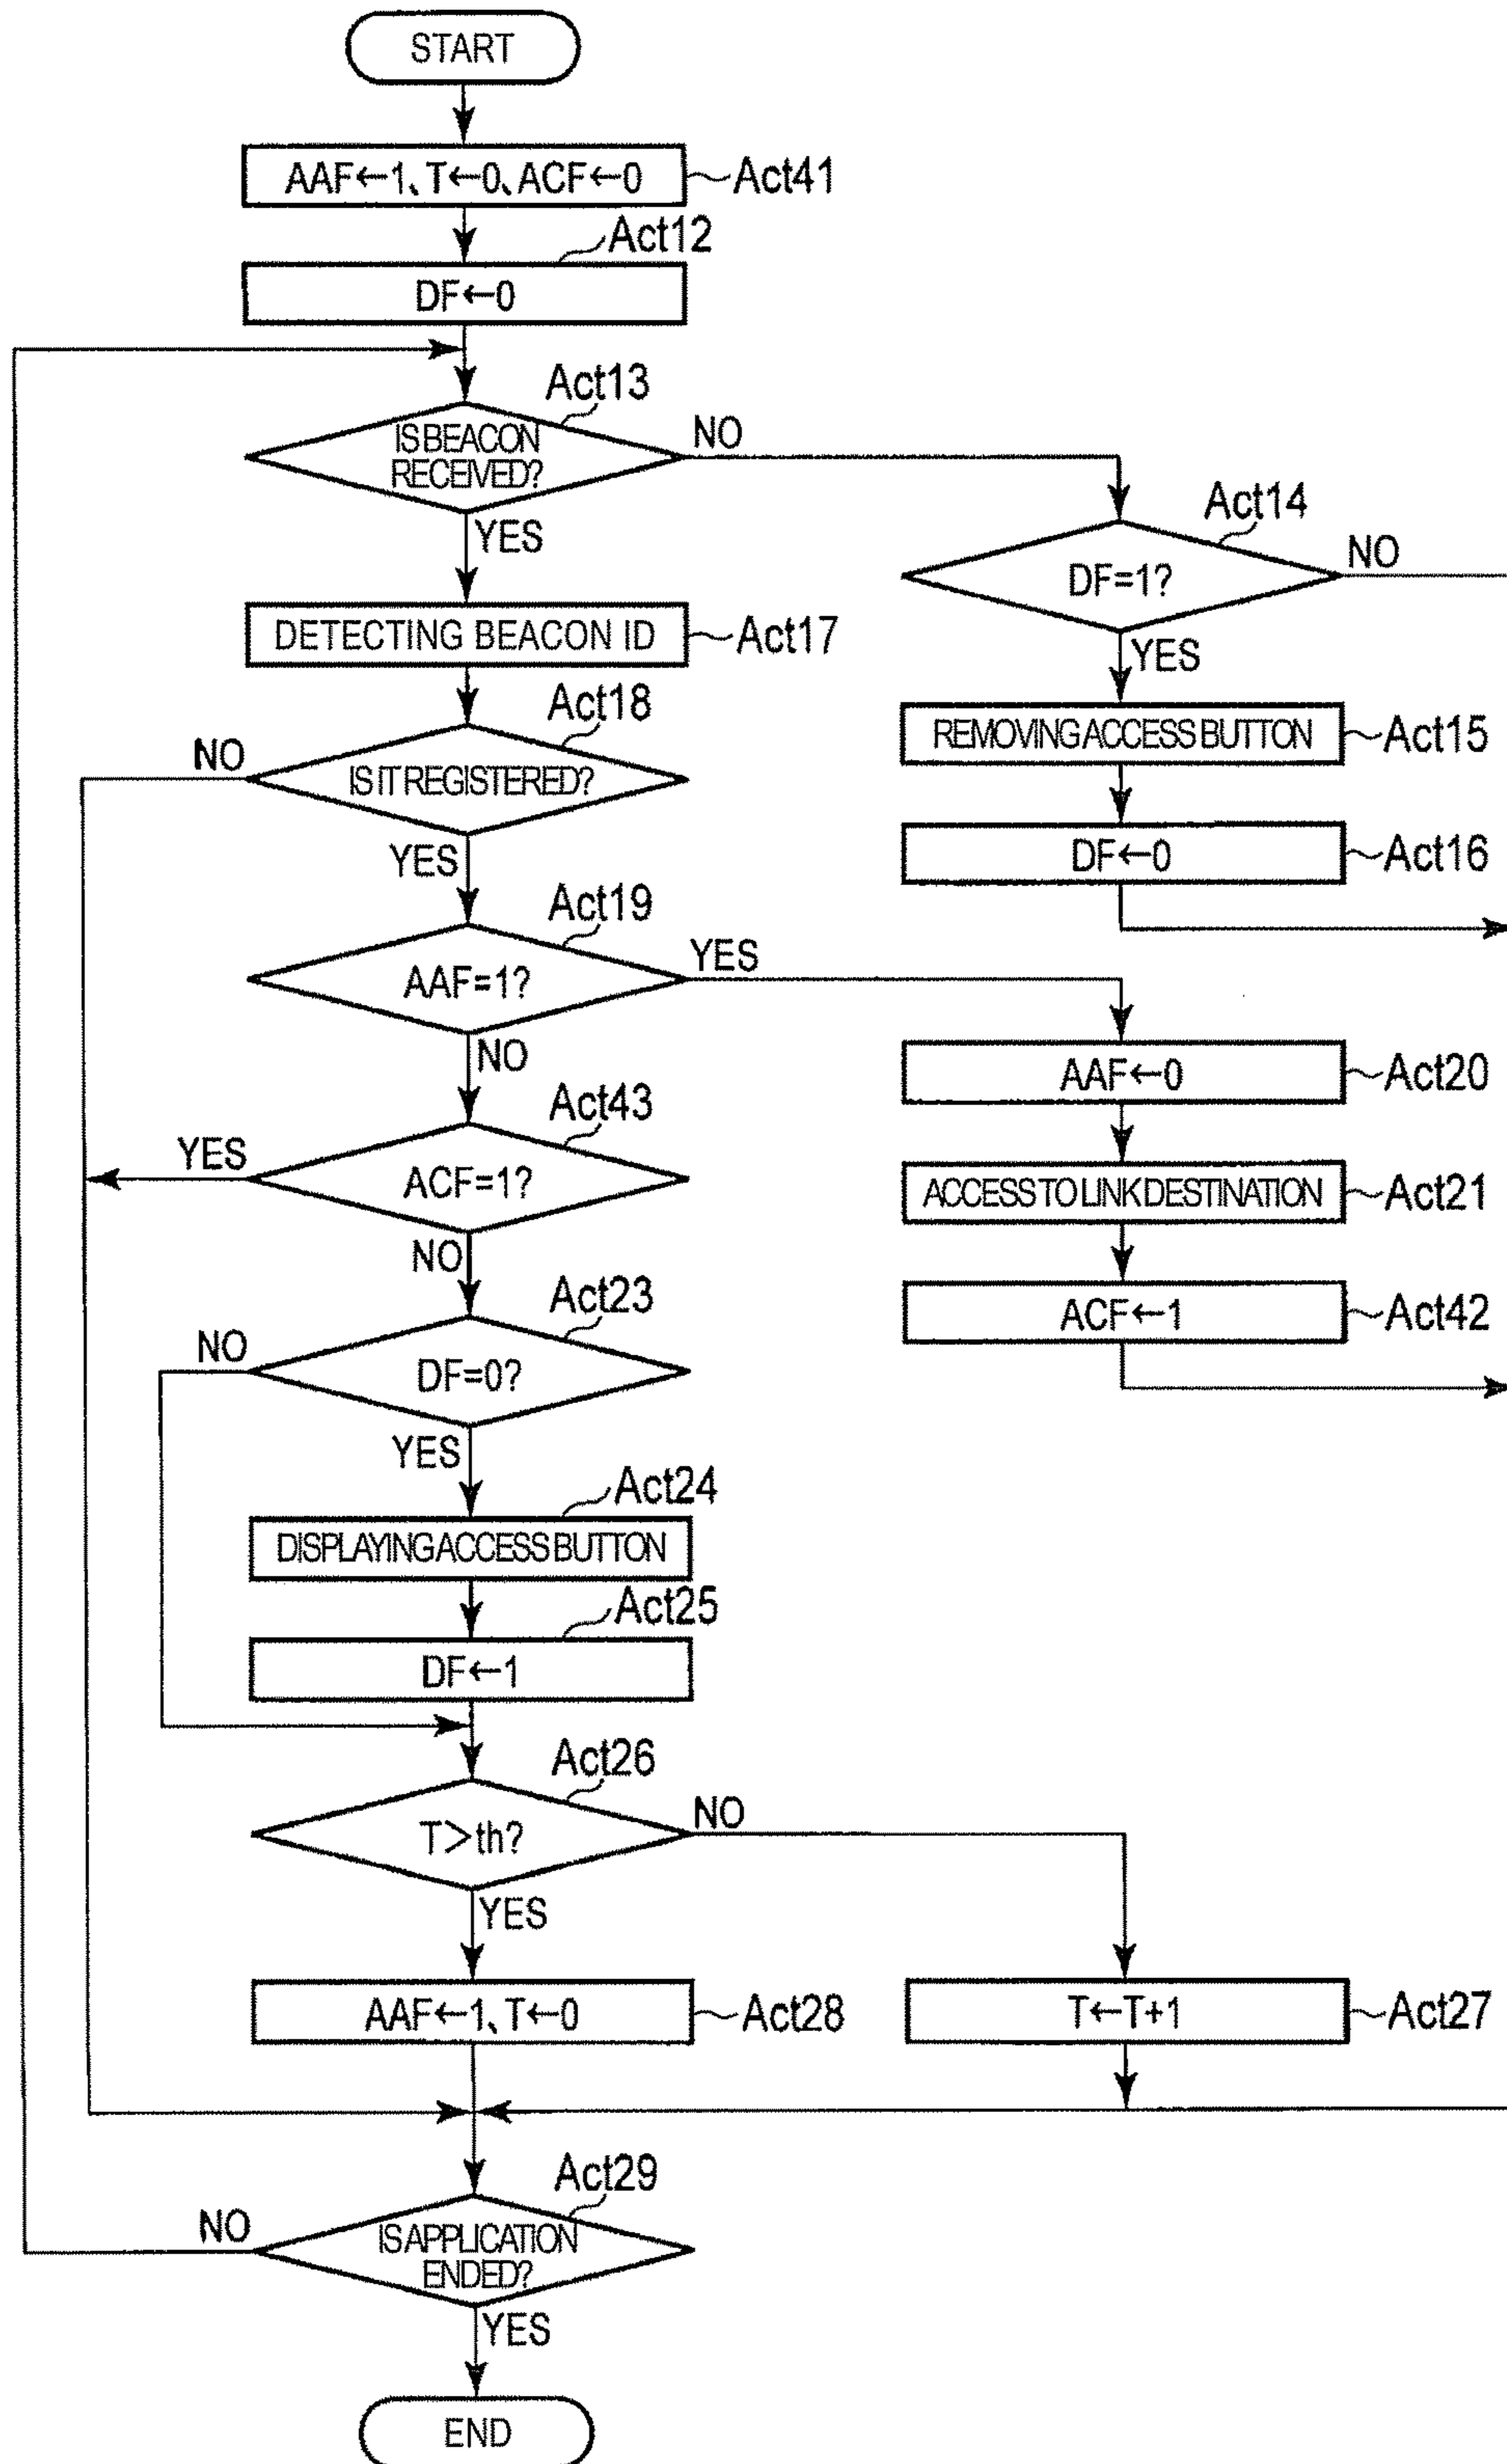 START
AAF←1、T←0、ACF←0
Act41
Act12
DF←0
Act13
IS BEACON
RECEIVED?
NO
YES
Act14
DF=1?
NO
YES
DETECTING BEACON ID
Act17
REMOVING ACCESS BUTTON
Act15
Act18
IS IT REGISTERED?
NO
YES
DF←0
Act16
Act19
AAF=1?
YES
NO
AAF←0
Act20
Act43
ACF=1?
YES
NO
ACCESS TO LINK DESTINATION
Act21
ACF←1
Act42
Act23
DF=0?
NO
YES
Act24
DISPLAYING ACCESS BUTTON
Act25
DF←1
Act26
T>th?
NO
YES
AAF←1、T←0
Act28
T←T+1
Act27
Act29
IS APPLICATION
ENDED?
NO
YES
END